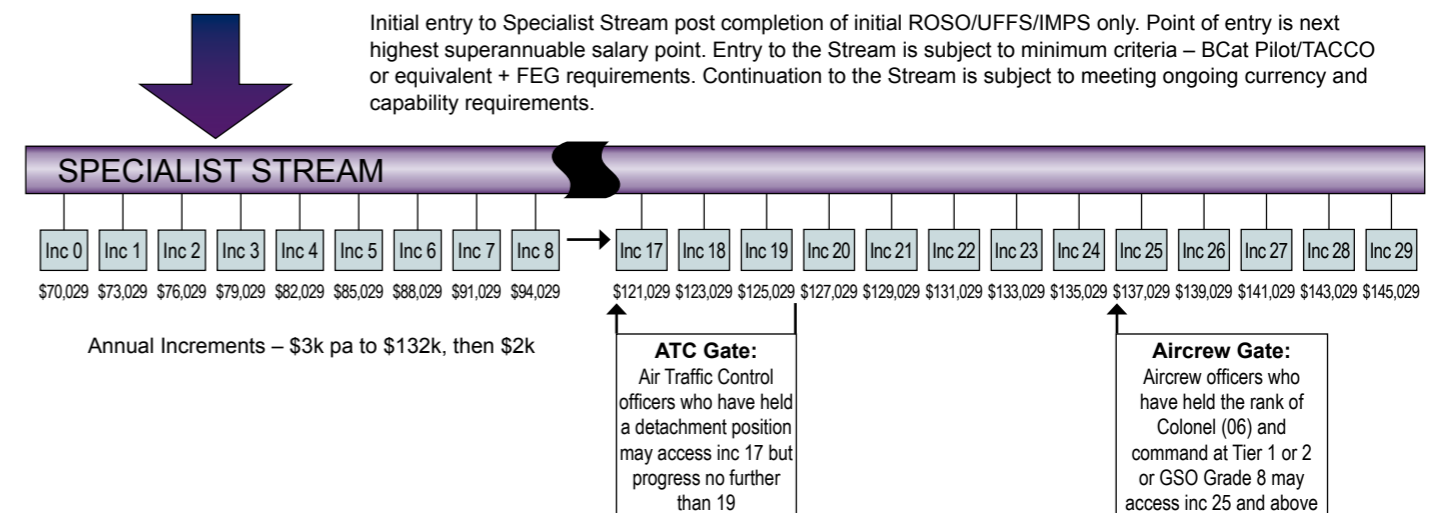 Initial entry to Specialist Stream post completion of initial ROSO/UFFS/IMPS only. Point of entry is next
highest superannuable salary point. Entry to the Stream is subject to minimum criteria – BCat Pilot/TACCO
or equivalent + FEG requirements. Continuation to the Stream is subject to meeting ongoing currency and
capability requirements.
SPECIALIST STREAM
Inc 0 Inc 1 Inc 2 Inc 3 Inc 4 Inc 5 Inc 6 Inc 7 Inc 8 Inc 17 Inc 18 Inc 19 Inc 20 Inc 21 Inc 22 Inc 23 Inc 24 Inc 25 Inc 26 Inc 27 Inc 28 Inc 29
$70,029 $73,029 $76,029 $79,029 $82,029 $85,029 $88,029 $91,029 $94,029 $121,029 $123,029 $125,029 $127,029 $129,029 $131,029 $133,029 $135,029 $137,029 $139,029 $141,029 $143,029 $145,029
Annual Increments – $3k pa to $132k, then $2k
ATC Gate:
Air Traffic Control
officers who have held
a detachment position
may access inc 17 but
progress no further
than 19
Aircrew Gate:
Aircrew officers who
have held the rank of
Colonel (06) and
command at Tier 1 or 2
or GSO Grade 8 may
access inc 25 and above